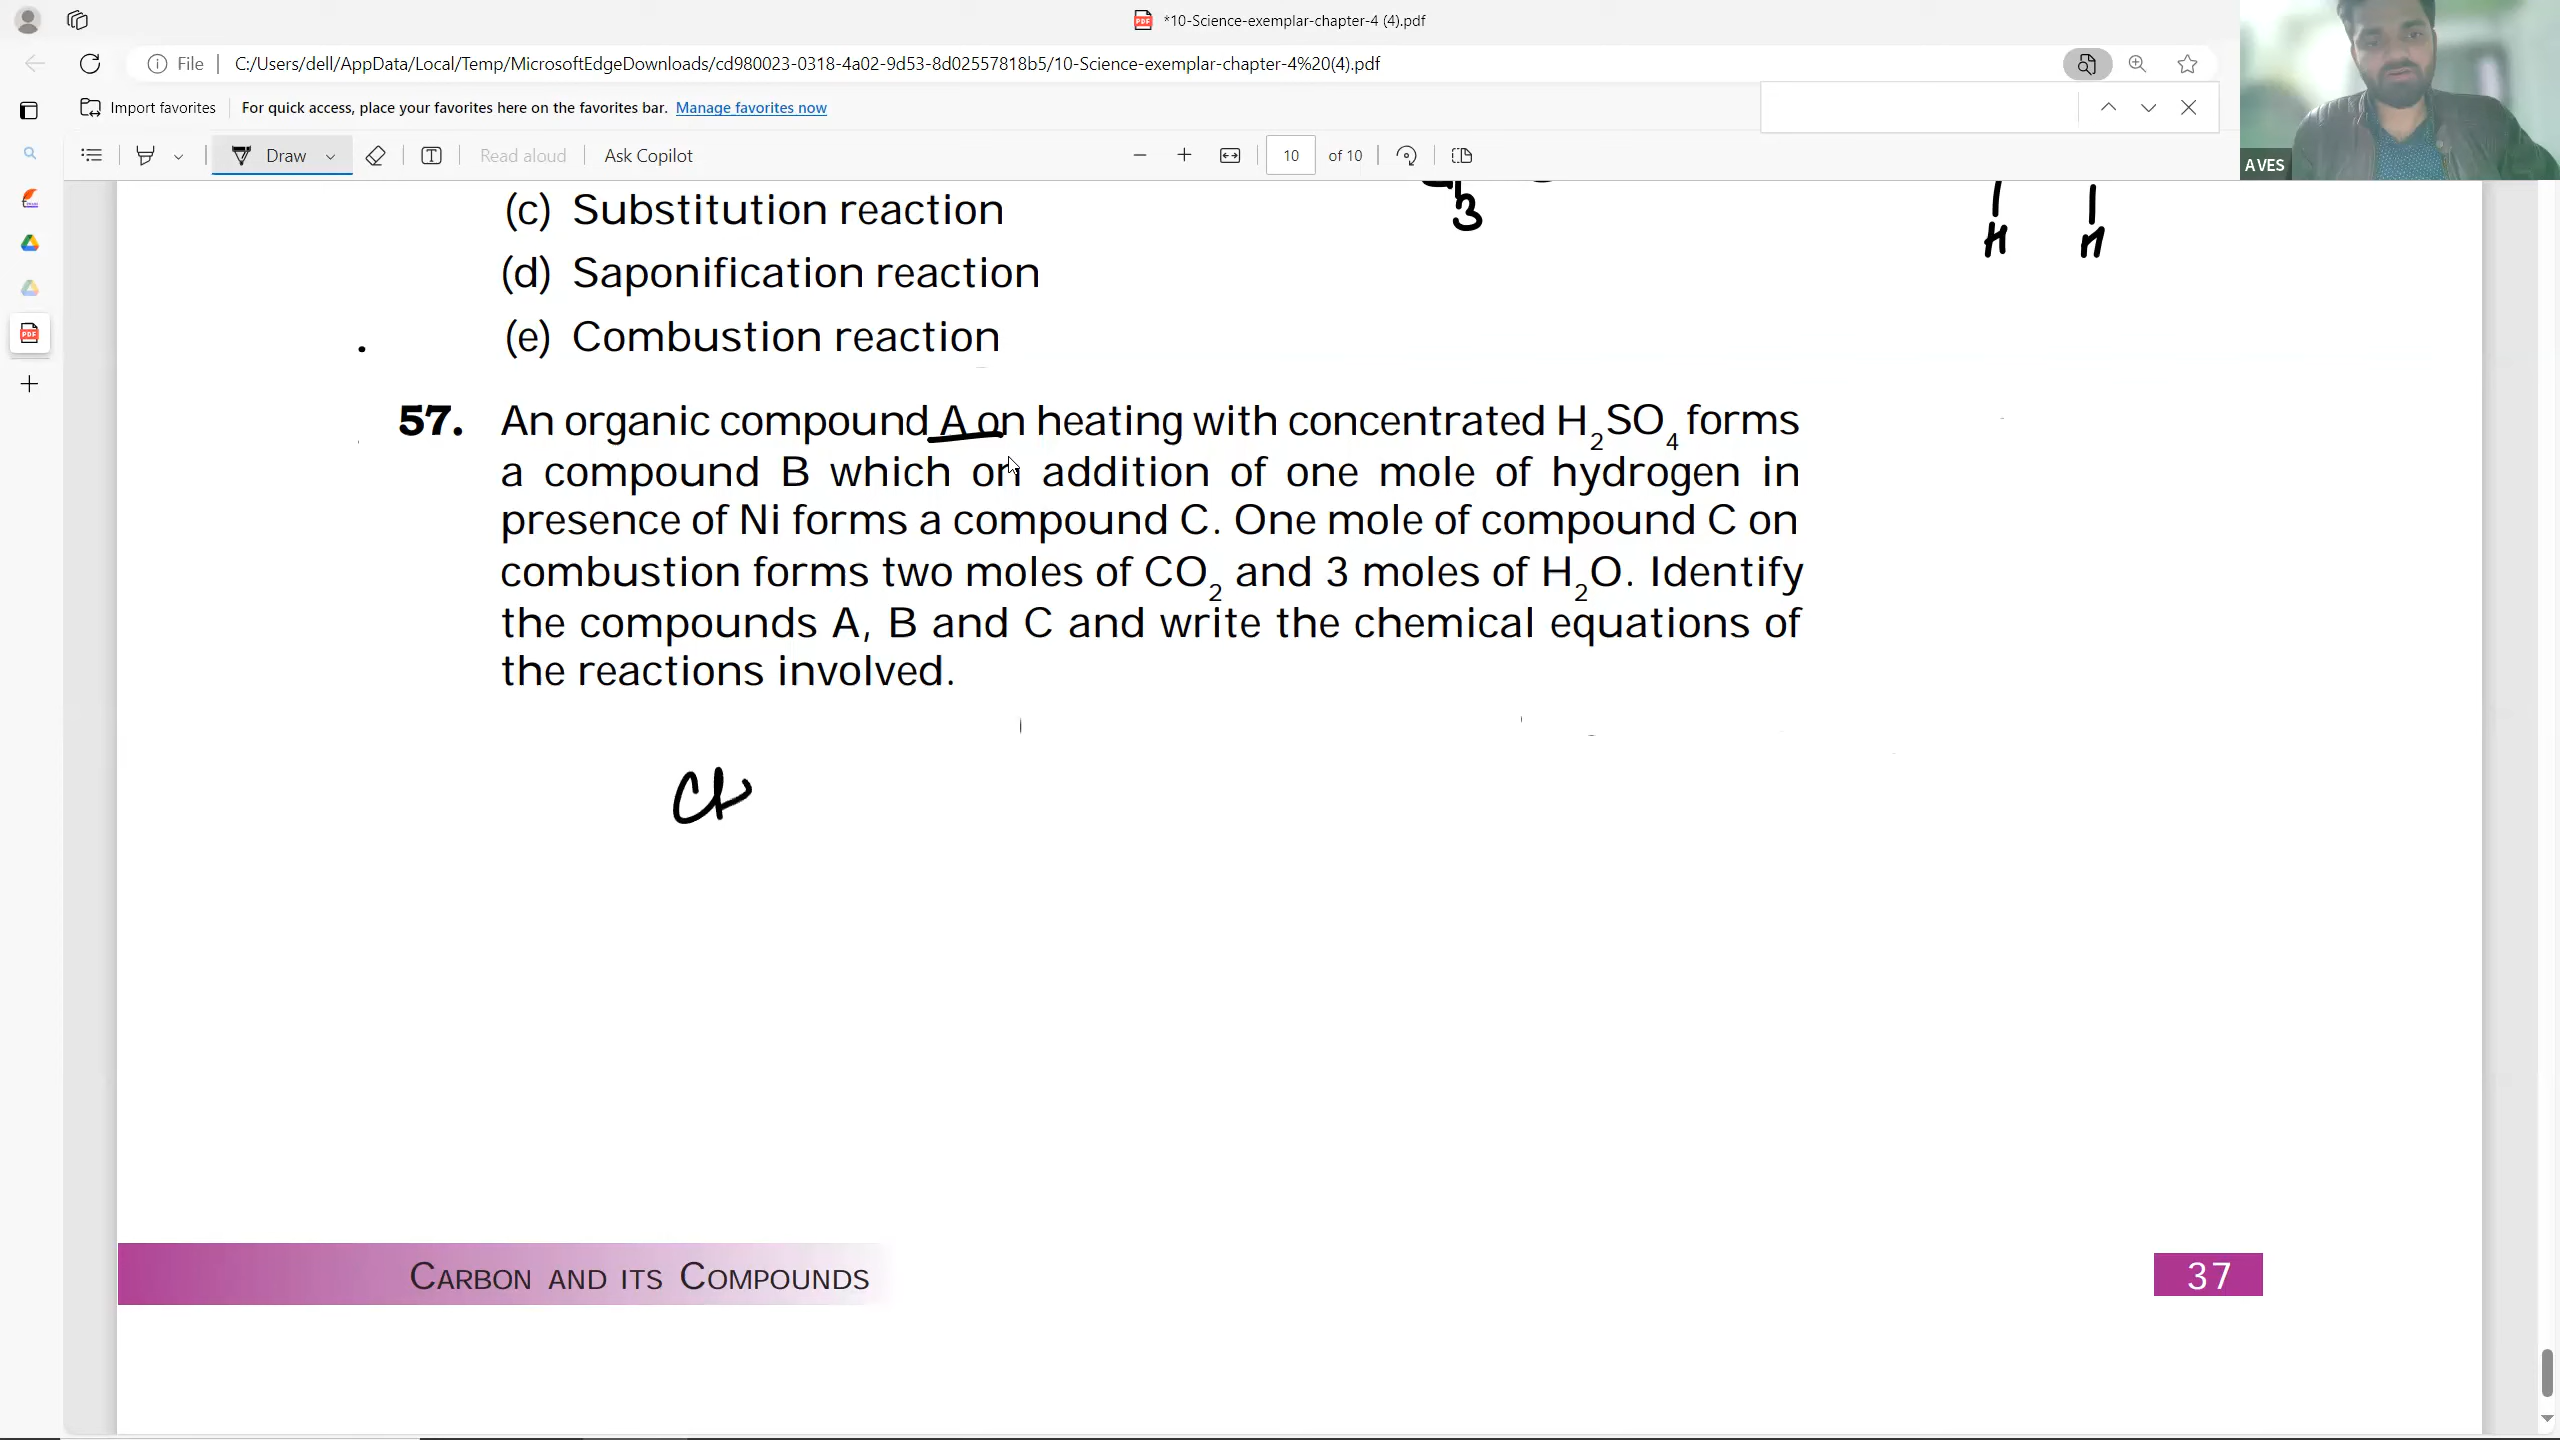 *10-Science-exemplar-chapter-4 (4).pdf
File
C:/Users/dell/AppData/Local/Temp/MicrosoftEdgeDownloads/cd980023-0318-4a02-9d53-8d02557818b5/10-Science-exemplar-chapter-4%20(4).pdf
Import favorites
For quick access, place your favorites here on the favorites bar. Manage favorites now
Draw
Read aloud
Ask Copilot
10 of 10
A VES
3
H H
(c) Substitution reaction
(d) Saponification reaction
(e) Combustion reaction
57. An organic compound A on heating with concentrated H2SO4 forms
a compound B which on addition of one mole of hydrogen in
presence of Ni forms a compound C. One mole of compound C on
combustion forms two moles of CO2 and 3 moles of H2O. Identify
the compounds A, B and C and write the chemical equations of
the reactions involved.
CARBON AND ITS COMPOUNDS
37